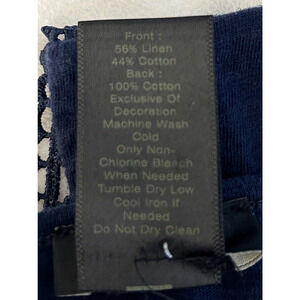 Front :
56% Linen
44% Cotton
Back :
100% Cotton
Exclusive Of
Decoration
Machine Wash
Cold
Only Non-
Chlorine Bleach
When Needed
Tumble Dry Low
Cool Iron If
Needed
Do Not Dry Clean